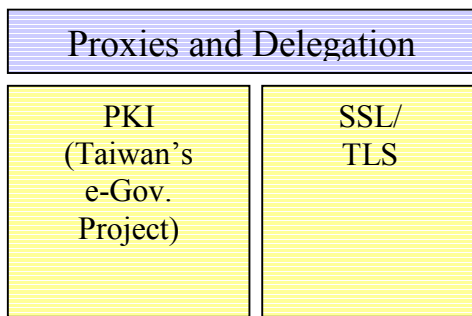 Proxies and Delegation
PKI
(Taiwan's
e-Gov.
Project)
SSL/
TLS